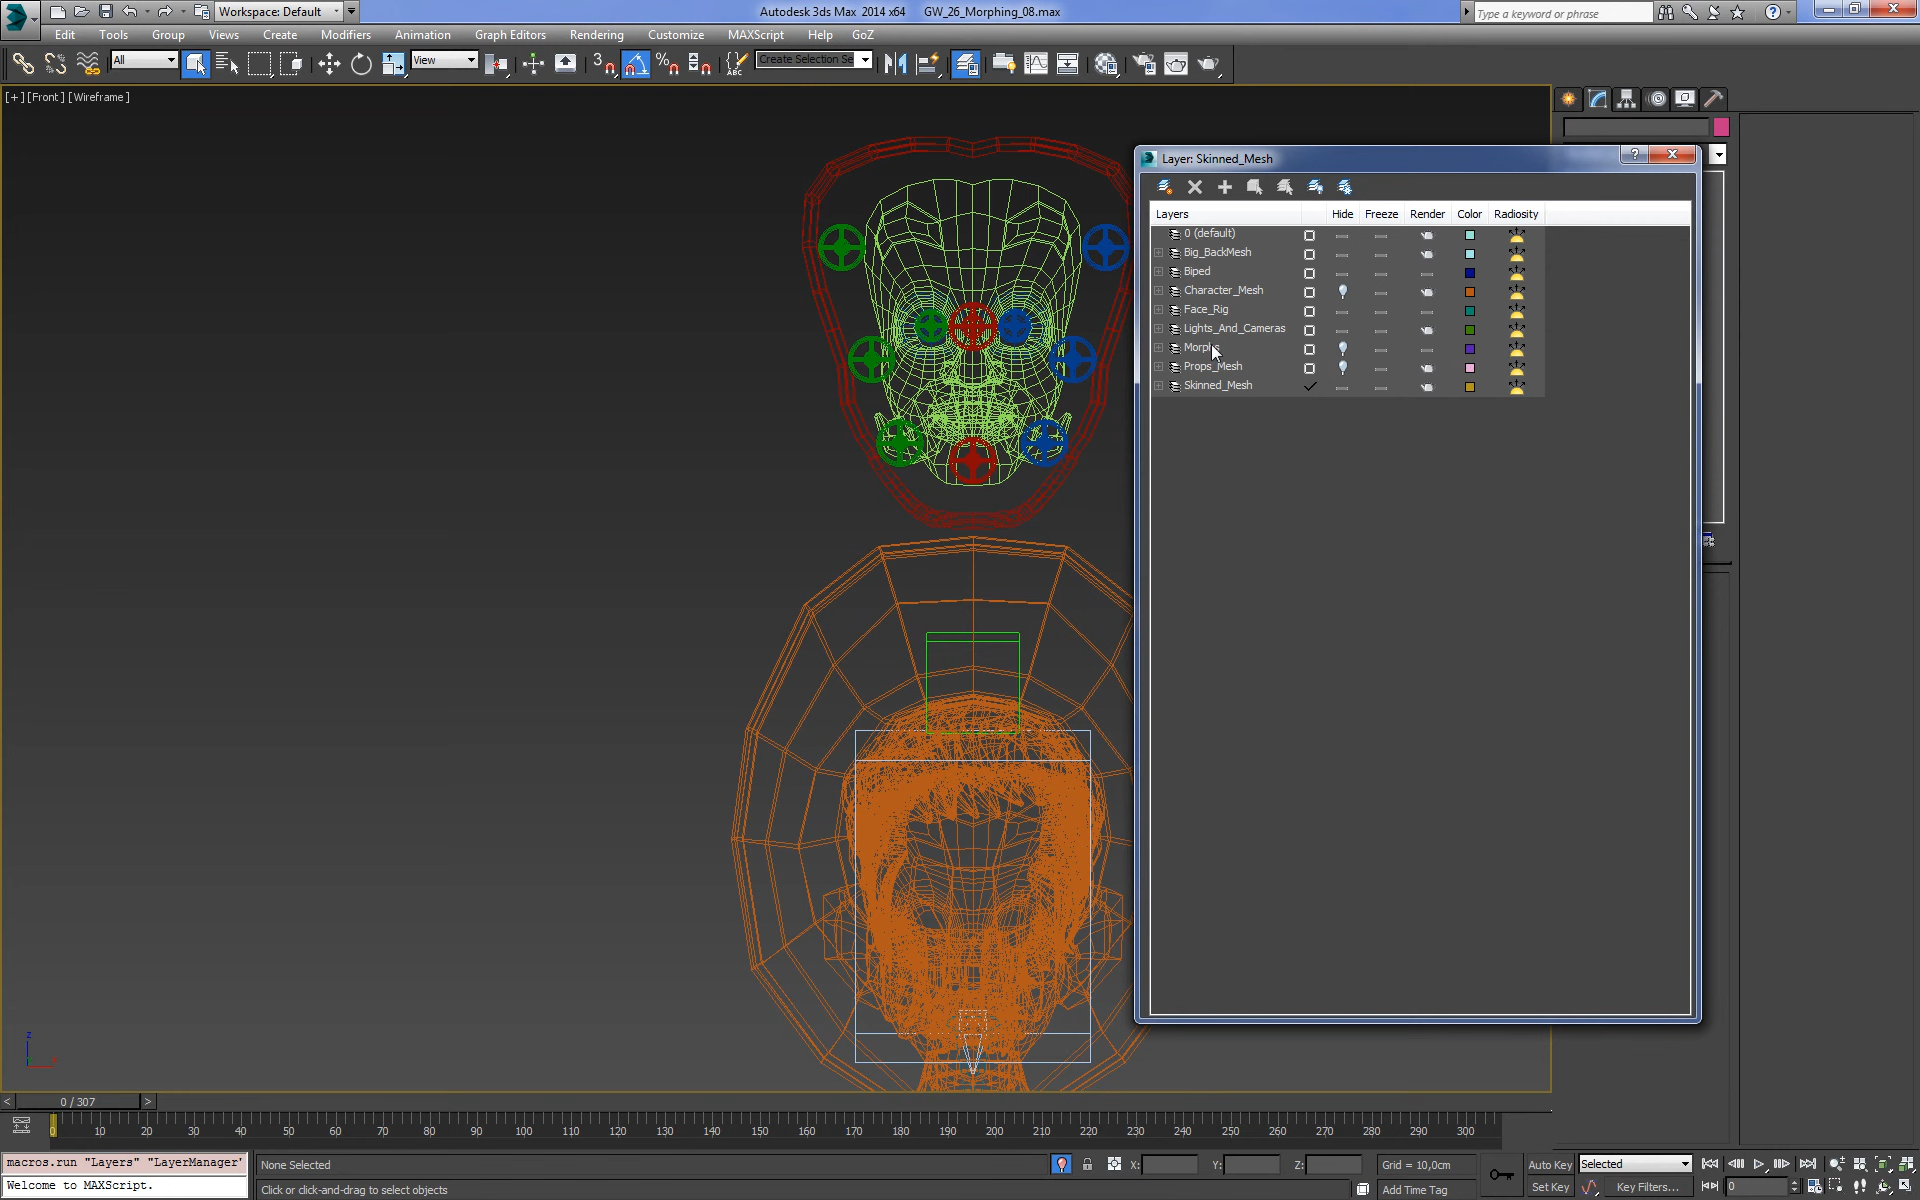 Workspace: Default
Autodesk 3ds Max 2014 x64 GW_26_Morphing_08.max
Type a keyword or phrase
Edit Tools Group Views Create Modifiers Animation Graph Editors Rendering Customize MAXScript Help GoZ
All
View
3
Create Selection Se
[+] [Front] [Wireframe]
Layer: Skinned_Mesh
Layers Hide Freeze Render Color Radiosity
0 (default)
Big_BackMesh
Biped
Character_Mesh
Face_Rig
Lights_And_Cameras
Morphs
Props_Mesh
Skinned_Mesh
z
< 0 / 307 >
0 10 20 30 40 50 60 70 80 90 100 110 120 130 140 150 160 170 180 190 200 210 220 230 240 250 260 270 280 290 300
macros.run "Layers" "LayerManager"
Welcome to MAXScript.
None Selected
Click or click-and-drag to select objects
X: Y: Z:
Grid = 10,0cm
Add Time Tag
Auto Key Selected
Set Key Key Filters...
0